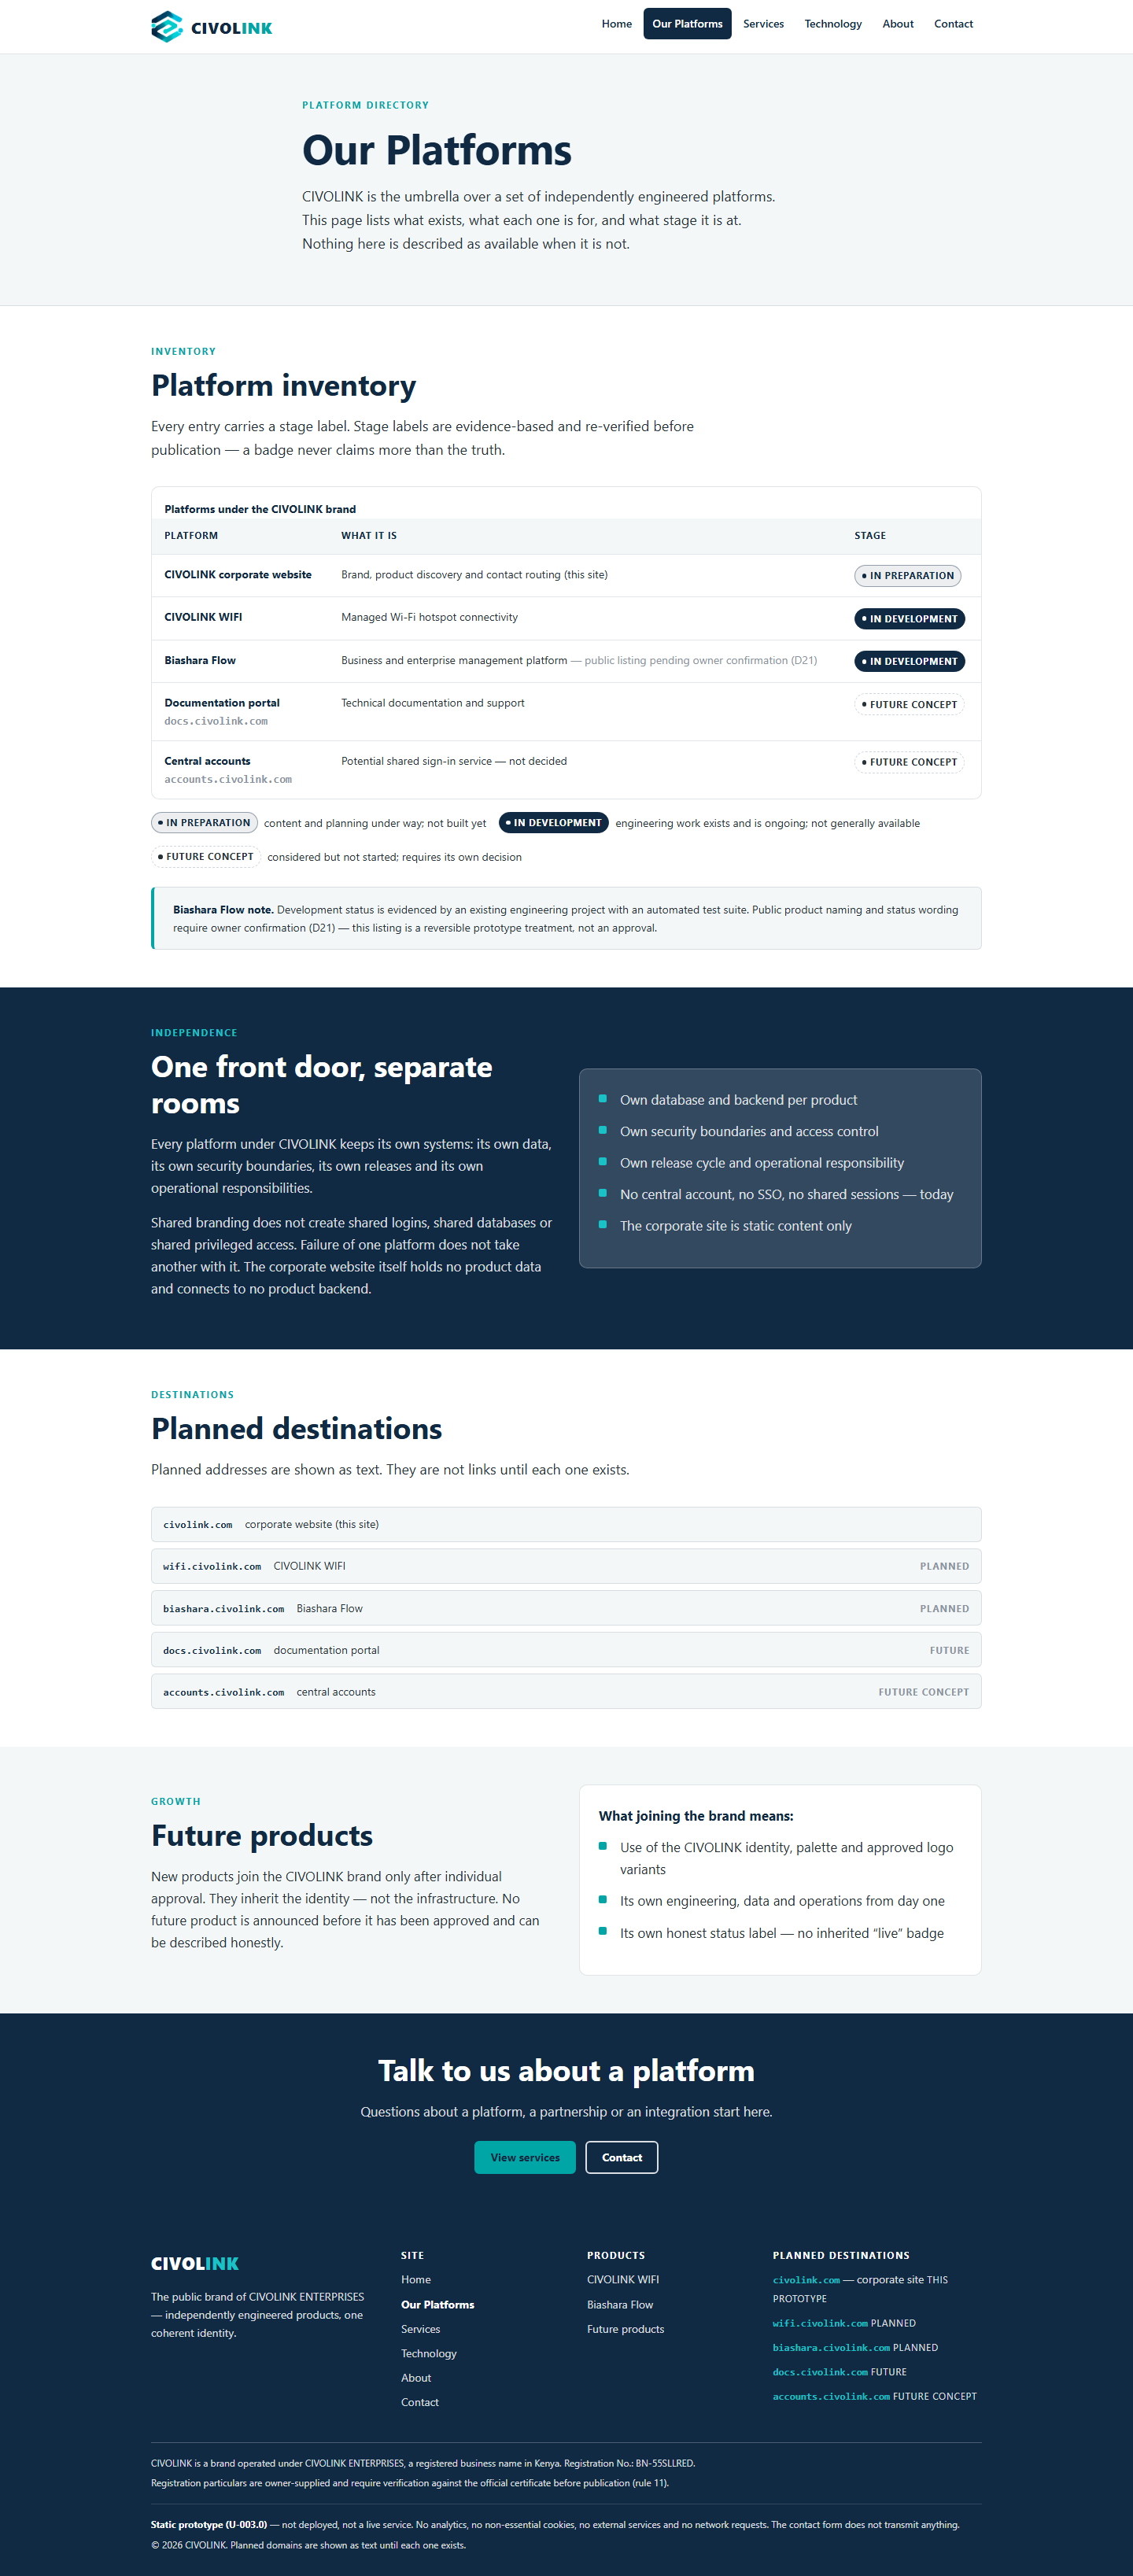 CIVOLINK
Home
Our Platforms
Services
Technology
About
Contact
PLATFORM DIRECTORY
Our Platforms
CIVOLINK is the umbrella over a set of independently engineered platforms.
This page lists what exists, what each one is for, and what stage it is at.
Nothing here is described as available when it is not.
INVENTORY
Platform inventory
Every entry carries a stage label. Stage labels are evidence-based and re-verified before
publication — a badge never claims more than the truth.
Platforms under the CIVOLINK brand
PLATFORM WHAT IT IS STAGE
CIVOLINK corporate website Brand, product discovery and contact routing (this site) IN PREPARATION
CIVOLINK WIFI Managed Wi-Fi hotspot connectivity IN DEVELOPMENT
Biashara Flow Business and enterprise management platform — public listing pending owner confirmation (D21) IN DEVELOPMENT
Documentation portal Technical documentation and support FUTURE CONCEPT
docs.civolink.com
Central accounts Potential shared sign-in service — not decided FUTURE CONCEPT
accounts.civolink.com
IN PREPARATION content and planning under way; not built yet IN DEVELOPMENT engineering work exists and is ongoing; not generally available
FUTURE CONCEPT considered but not started; requires its own decision
Biashara Flow note. Development status is evidenced by an existing engineering project with an automated test suite. Public product naming and status wording
require owner confirmation (D21) — this listing is a reversible prototype treatment, not an approval.
INDEPENDENCE
One front door, separate
rooms
Every platform under CIVOLINK keeps its own systems: its own data,
its own security boundaries, its own releases and its own
operational responsibilities.
Shared branding does not create shared logins, shared databases or
shared privileged access. Failure of one platform does not take
another with it. The corporate website itself holds no product data
and connects to no product backend.
Own database and backend per product
Own security boundaries and access control
Own release cycle and operational responsibility
No central account, no SSO, no shared sessions — today
The corporate site is static content only
DESTINATIONS
Planned destinations
Planned addresses are shown as text. They are not links until each one exists.
civolink.com corporate website (this site)
wifi.civolink.com CIVOLINK WIFI PLANNED
biashara.civolink.com Biashara Flow PLANNED
docs.civolink.com documentation portal FUTURE
accounts.civolink.com central accounts FUTURE CONCEPT
GROWTH
Future products
New products join the CIVOLINK brand only after individual
approval. They inherit the identity — not the infrastructure. No
future product is announced before it has been approved and can
be described honestly.
What joining the brand means:
Use of the CIVOLINK identity, palette and approved logo
variants
Its own engineering, data and operations from day one
Its own honest status label — no inherited “live” badge
Talk to us about a platform
Questions about a platform, a partnership or an integration start here.
View services
Contact
CIVOLINK
The public brand of CIVOLINK ENTERPRISES
— independently engineered products, one
coherent identity.
SITE
Home
Our Platforms
Services
Technology
About
Contact
PRODUCTS
CIVOLINK WIFI
Biashara Flow
Future products
PLANNED DESTINATIONS
civolink.com — corporate site THIS
PROTOTYPE
wifi.civolink.com PLANNED
biashara.civolink.com PLANNED
docs.civolink.com FUTURE
accounts.civolink.com FUTURE CONCEPT
CIVOLINK is a brand operated under CIVOLINK ENTERPRISES, a registered business name in Kenya. Registration No.: BN-55SLLRED.
Registration particulars are owner-supplied and require verification against the official certificate before publication (rule 11).
Static prototype (U-003.0) — not deployed, not a live service. No analytics, no non-essential cookies, no external services and no network requests. The contact form does not transmit anything.
© 2026 CIVOLINK. Planned domains are shown as text until each one exists.